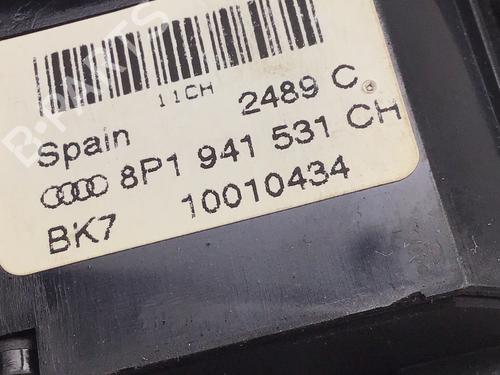 11CH
2489 C
Spain
8P1 941 531 CH
BK7 10010434
B-PARTS